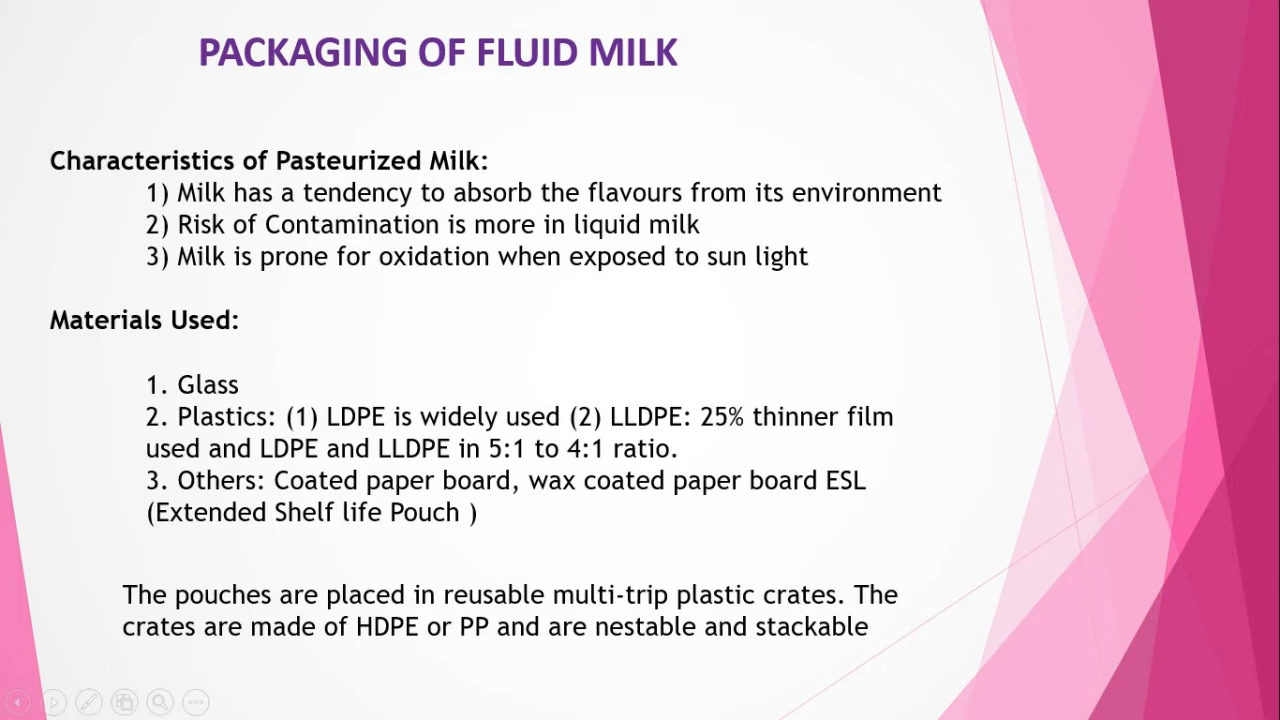 PACKAGING OF FLUID MILK
Characteristics of Pasteurized Milk:
1) Milk has a tendency to absorb the flavours from its environment
2) Risk of Contamination is more in liquid milk
3) Milk is prone for oxidation when exposed to sun light
Materials Used:
1. Glass
2. Plastics: (1) LDPE is widely used (2) LLDPE: 25% thinner film
used and LDPE and LLDPE in 5:1 to 4:1 ratio.
3. Others: Coated paper board, wax coated paper board ESL
(Extended Shelf life Pouch )
The pouches are placed in reusable multi-trip plastic crates. The
crates are made of HDPE or PP and are nestable and stackable